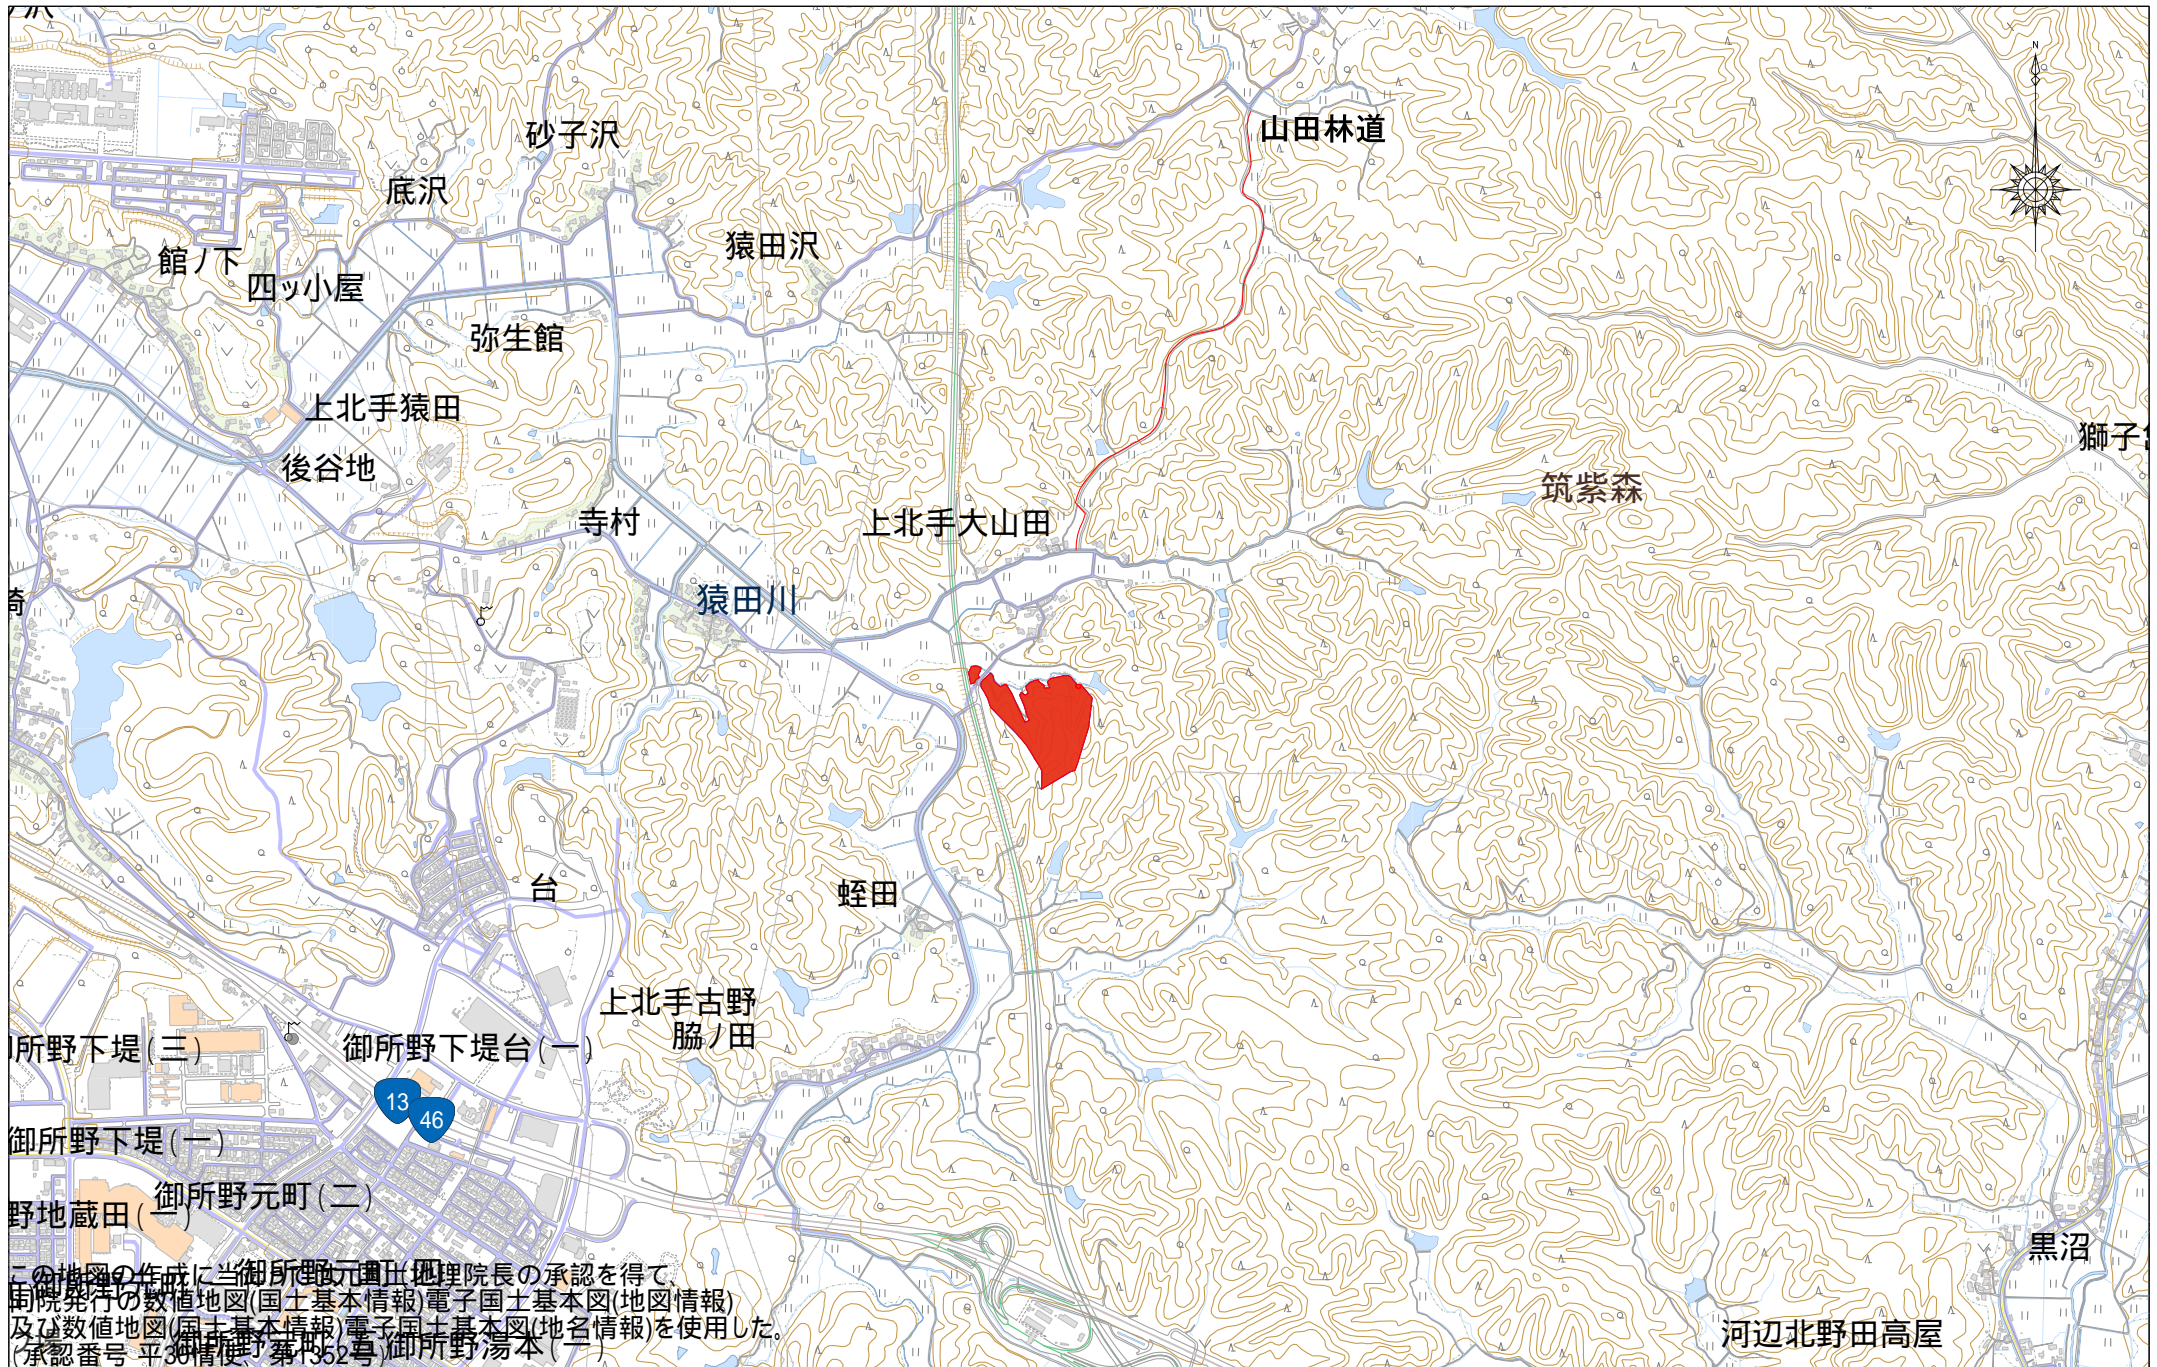 N
砂子沢
山田林道
底沢
館ノ下
猿田沢
四ッ小屋
弥生館
上北手猿田
獅子
後谷地
筑紫森
寺村
上北手大山田
猿田川
崎
台
蛭田
上北手古野
脇ノ田
所野下堤(三)
御所野下堤台(一)
13
46
御所野下堤(一)
御所野元町(二)
野地蔵田(一)
黒沼
この地図の作成に当たっては、国土地理院長の承認を得て、
同院発行の数値地図(国土基本情報)電子国土基本図(地図情報)
及び数値地図(国土基本情報)電子国土基本図(地名情報)を使用した。
(承認番号 平30情使、第1352号)
御所野湯本(一)
河辺北野田高屋